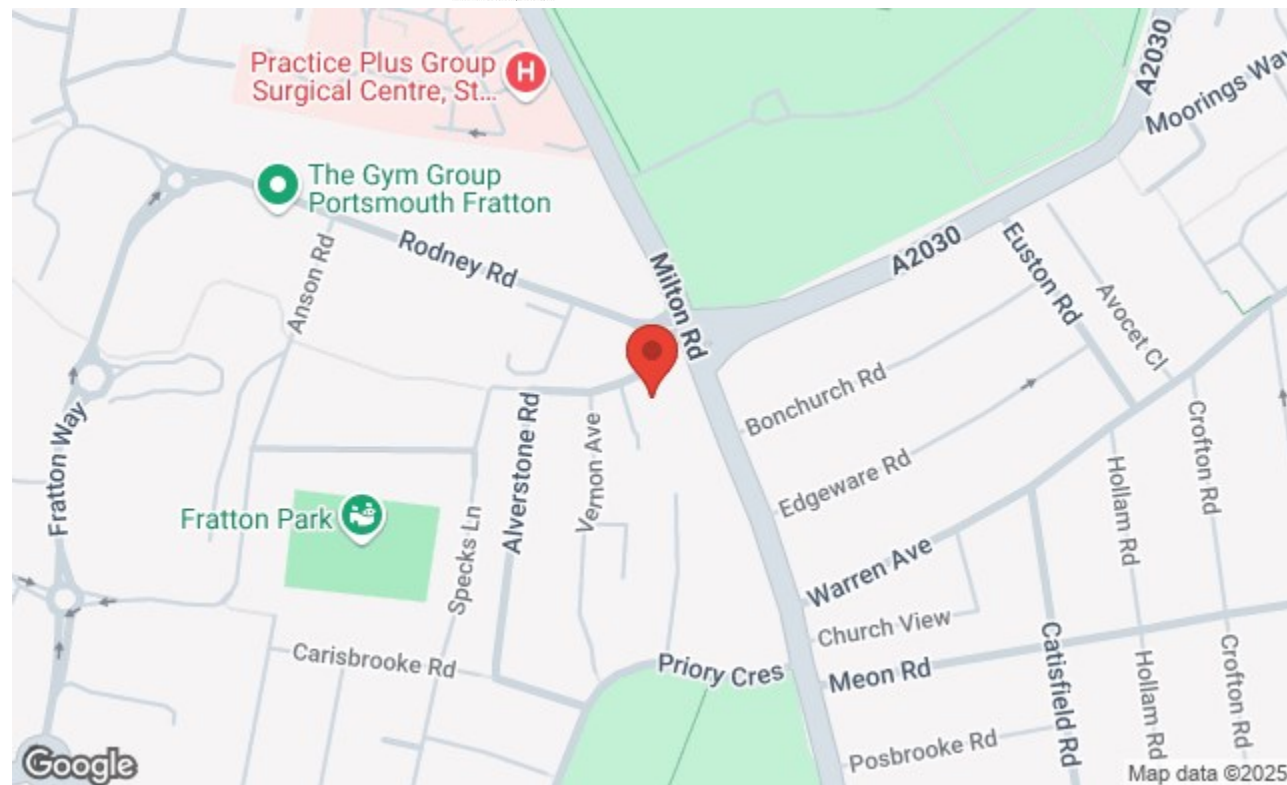 Practice Plus Group
Surgical Centre, St...
H
The Gym Group
Portsmouth Fratton
Rodney Rd
Anson Rd
Milton Rd
A2030
A2030
Moorings Way
Euston Rd
Avocet Cl
Bonchurch Rd
Edgeware Rd
Crofton Rd
Hollam Rd
Fratton Way
Fratton Park
Specks Ln
Alverstone Rd
Vernon Ave
Warren Ave
Church View
Carisbrooke Rd
Priory Cres
Meon Rd
Catisfield Rd
Hollam Rd
Crofton Rd
Posbrooke Rd
Google
Map data ©2025